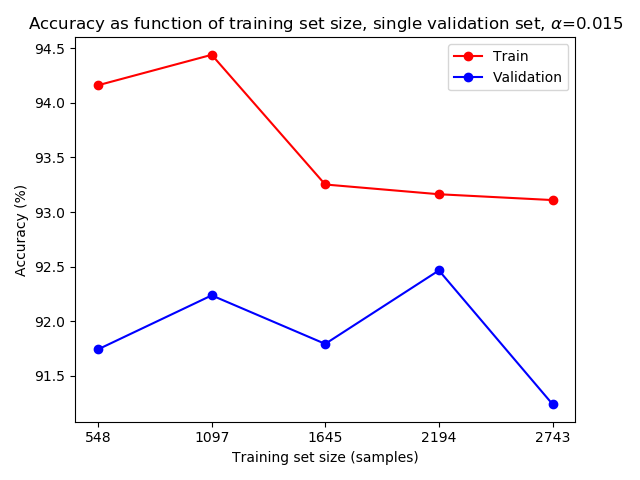 Accuracy as function of training set size, single validation set, α=0.015
94.5
94.0
93.5
93.0
92.5
92.0
91.5
Accuracy (%)
Train
Validation
548 1097 1645 2194 2743
Training set size (samples)